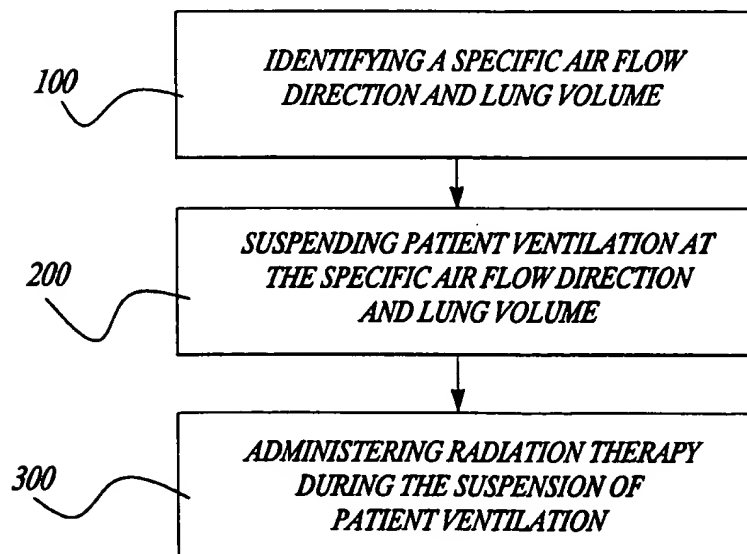 100
IDENTIFYING A SPECIFIC AIR FLOW
DIRECTION AND LUNG VOLUME
200
SUSPENDING PATIENT VENTILATION AT
THE SPECIFIC AIR FLOW DIRECTION
AND LUNG VOLUME
300
ADMINISTERING RADIATION THERAPY
DURING THE SUSPENSION OF
PATIENT VENTILATION